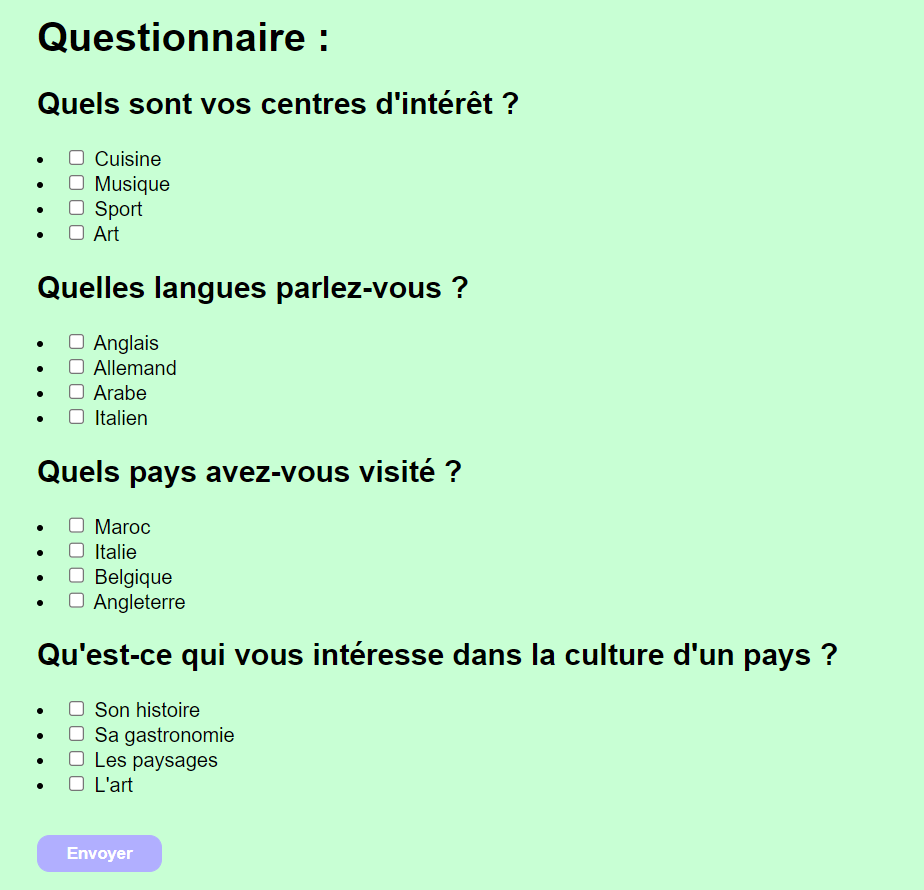 Questionnaire :
Quels sont vos centres d'intérêt ?
Cuisine
Musique
Sport
Art
Quelles langues parlez-vous ?
Anglais
Allemand
Arabe
Italien
Quels pays avez-vous visité ?
Maroc
Italie
Belgique
Angleterre
Qu'est-ce qui vous intéresse dans la culture d'un pays ?
Son histoire
Sa gastronomie
Les paysages
L'art
Envoyer